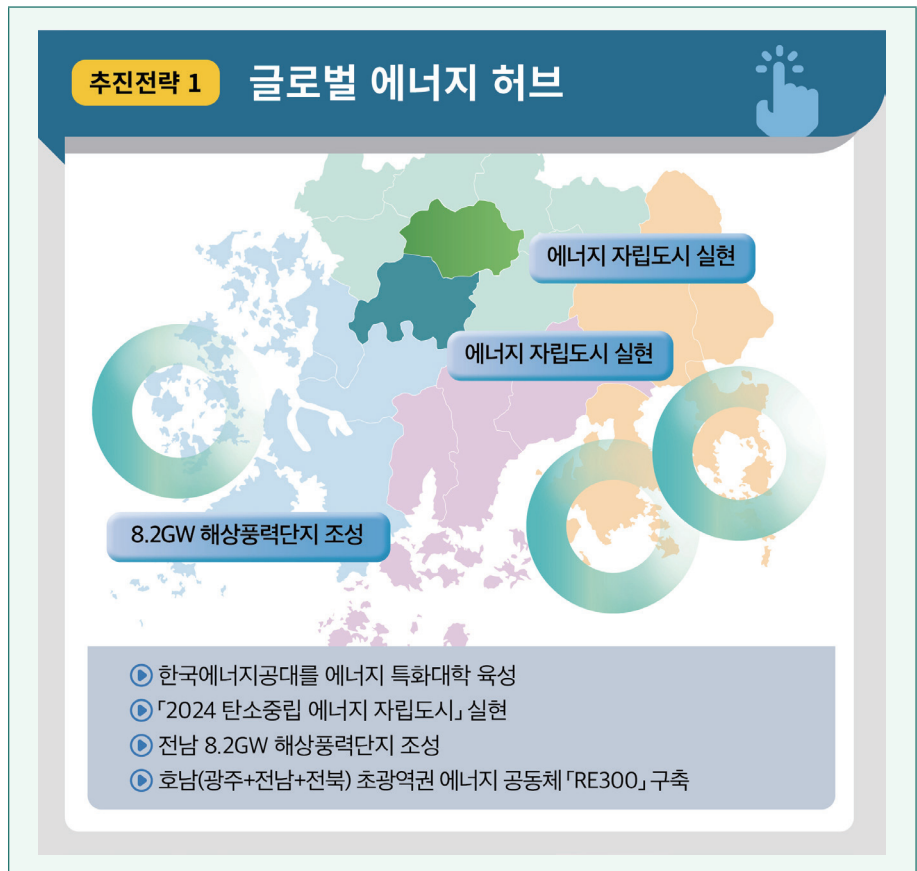 추진전략 1 글로벌 에너지 허브
에너지 자립도시 실현
에너지 자립도시 실현
8.2GW 해상풍력단지 조성
한국에너지공대를 에너지 특화대학 육성
「2024 탄소중립 에너지 자립도시」 실현
전남 8.2GW 해상풍력단지 조성
호남(광주+전남+전북) 초광역권 에너지 공동체 「RE300」 구축